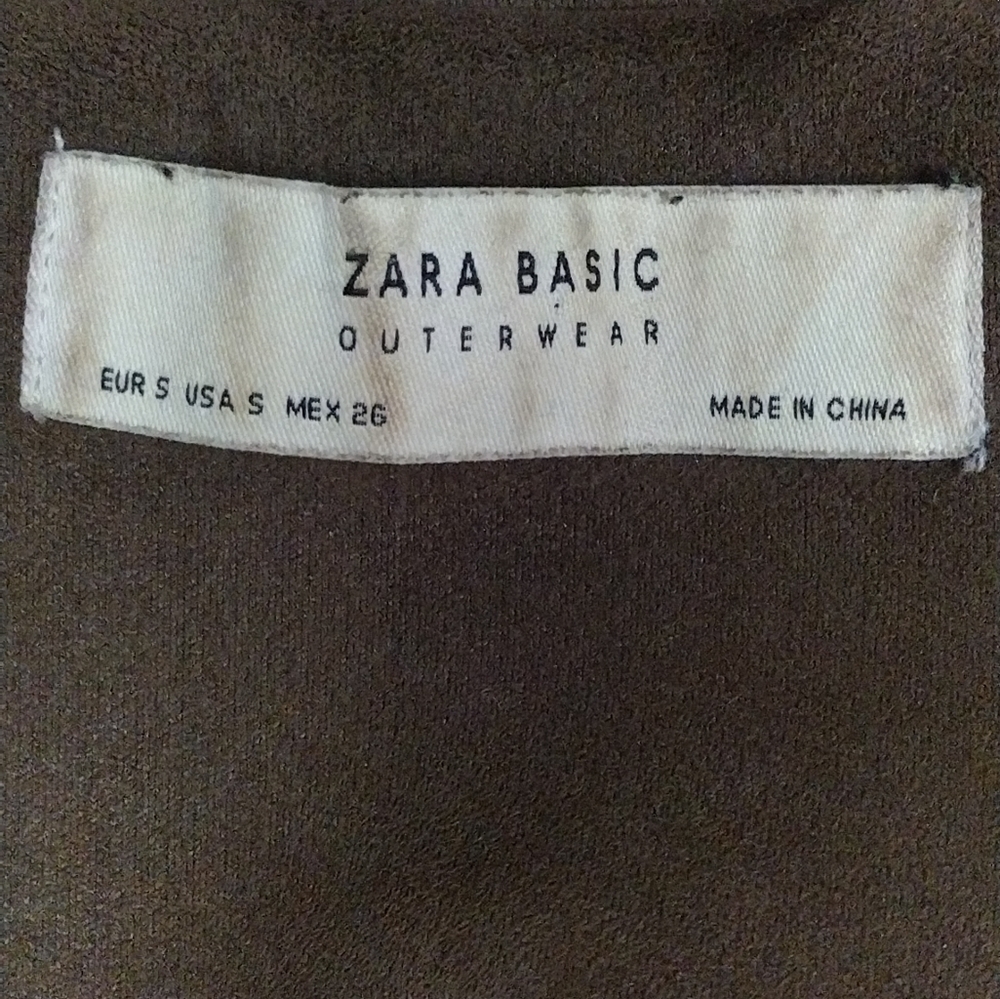 ZARA BASIC
OUTERWEAR
EUR S USA S MEX 26 MADE IN CHINA